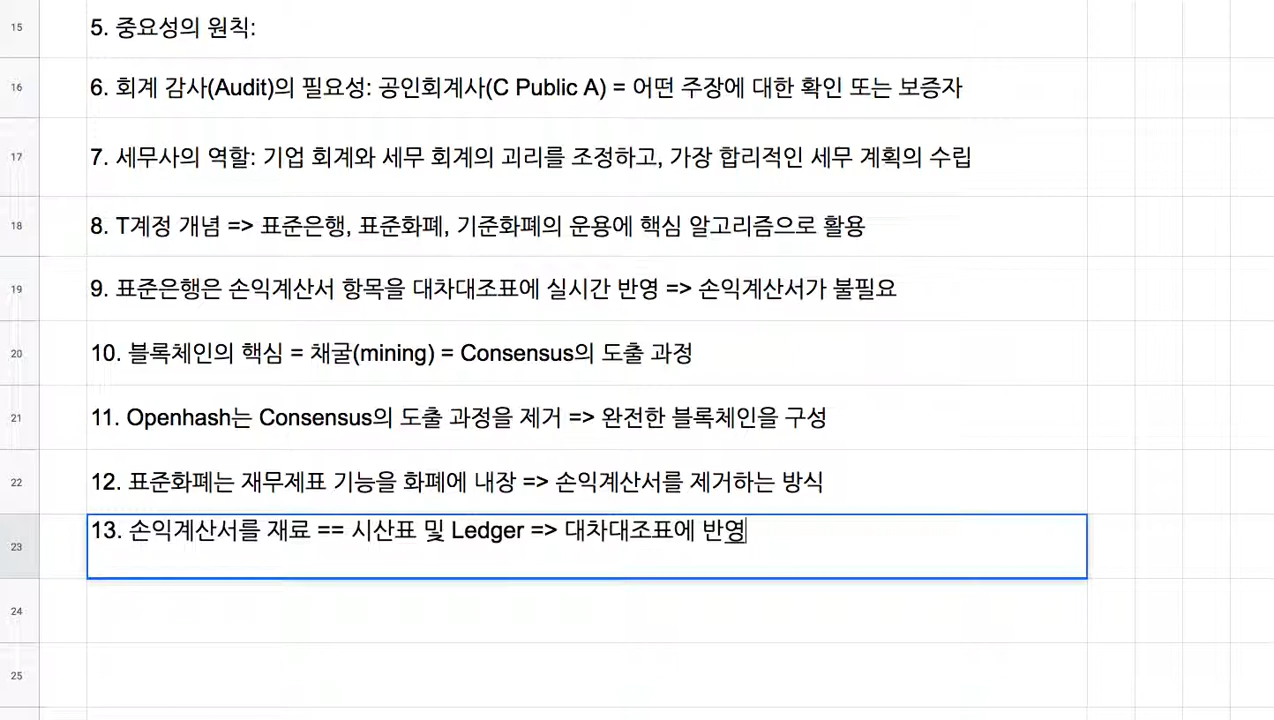 15
5. 중요성의 원칙:
16
6. 회계 감사(Audit)의 필요성: 공인회계사(C Public A) = 어떤 주장에 대한 확인 또는 보증자
17
7. 세무사의 역할: 기업 회계와 세무 회계의 괴리를 조정하고, 가장 합리적인 세무 계획의 수립
18
8. T계정 개념 => 표준은행, 표준화폐, 기준화폐의 운용에 핵심 알고리즘으로 활용
19
9. 표준은행은 손익계산서 항목을 대차대조표에 실시간 반영 => 손익계산서가 불필요
20
10. 블록체인의 핵심 = 채굴(mining) = Consensus의 도출 과정
21
11. Openhash는 Consensus의 도출 과정을 제거 => 완전한 블록체인을 구성
22
12. 표준화폐는 재무제표 기능을 화폐에 내장 => 손익계산서를 제거하는 방식
23
13. 손익계산서를 재료 == 시산표 및 Ledger => 대차대조표에 반영
24
25